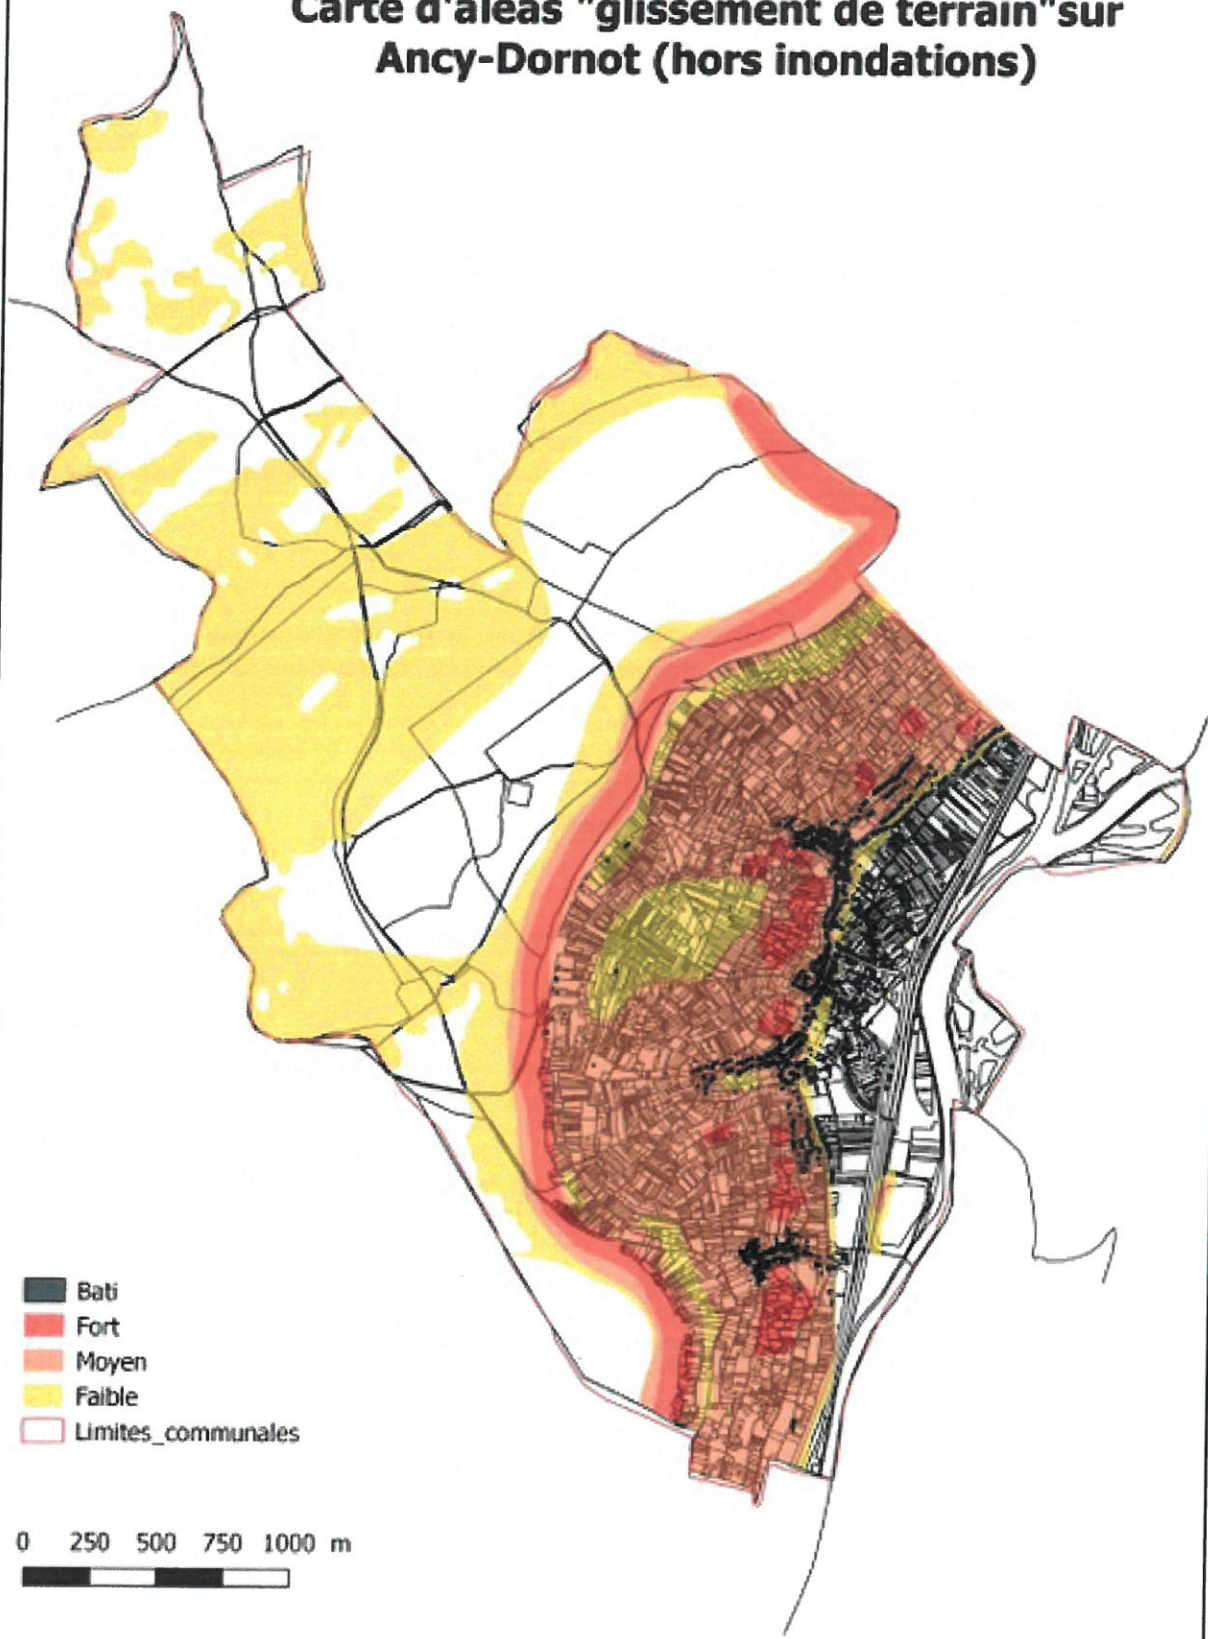 Carte d'aléas "glissement de terrain"sur
Ancy-Dornot (hors inondations)
Bati
Fort
Moyen
Faible
Limites_communales
0 250 500 750 1000 m